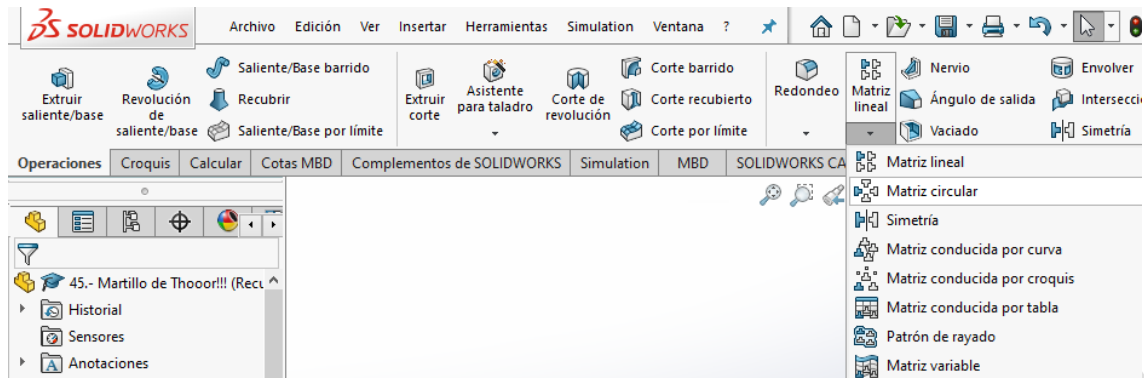 SOLIDWORKS Archivo Edición Ver Insertar Herramientas Simulation Ventana ?
Extruir saliente/base
Revolución de saliente/base
Saliente/Base barrido
Recubrir
Saliente/Base por límite
Extruir corte
Asistente para taladro
Corte de revolución
Corte barrido
Corte recubierto
Corte por límite
Redondeo
Matriz lineal
Nervio
Ángulo de salida
Vaciado
Envolver
Intersecci
Simetría
Operaciones Croquis Calcular Cotas MBD Complementos de SOLIDWORKS Simulation MBD SOLIDWORKS CA
Matriz lineal
Matriz circular
Simetría
Matriz conducida por curva
Matriz conducida por croquis
Matriz conducida por tabla
Patrón de rayado
Matriz variable
45.- Martillo de Thooor!!! (Recu
Historial
Sensores
Anotaciones